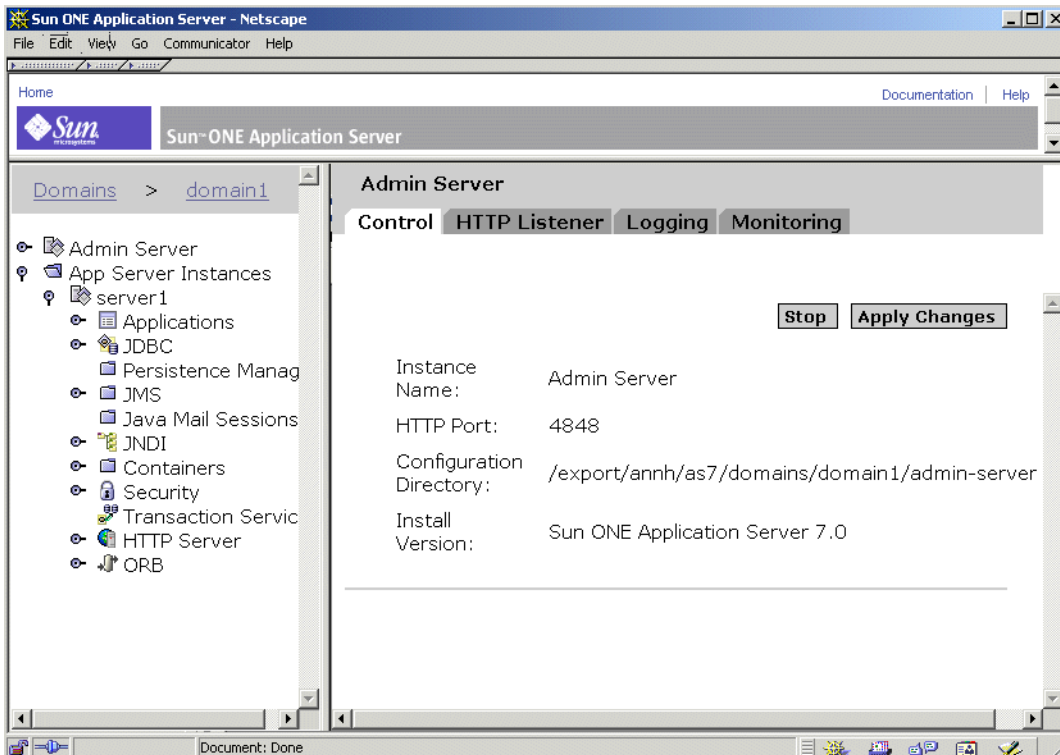 Sun ONE Application Server - Netscape
File Edit View Go Communicator Help
Home
Documentation | Help
Sun
microsystems
Sun™ ONE Application Server
Domains > domain1
Admin Server
App Server Instances
server1
Applications
JDBC
Persistence Manag
JMS
Java Mail Sessions
JNDI
Containers
Security
Transaction Servic
HTTP Server
ORB
Admin Server
Control
HTTP Listener
Logging
Monitoring
Stop
Apply Changes
Instance
Name:
Admin Server
HTTP Port: 4848
Configuration
Directory:
/export/annh/as7/domains/domain1/admin-server
Install
Version:
Sun ONE Application Server 7.0
Document: Done